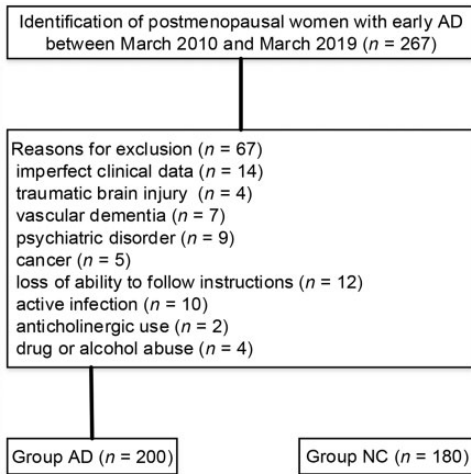 Identification of postmenopausal women with early AD
between March 2010 and March 2019 (n = 267)
Reasons for exclusion (n = 67)
imperfect clinical data (n = 14)
traumatic brain injury (n = 4)
vascular dementia (n = 7)
psychiatric disorder (n = 9)
cancer (n = 5)
loss of ability to follow instructions (n = 12)
active infection (n = 10)
anticholinergic use (n = 2)
drug or alcohol abuse (n = 4)
Group AD (n = 200)
Group NC (n = 180)